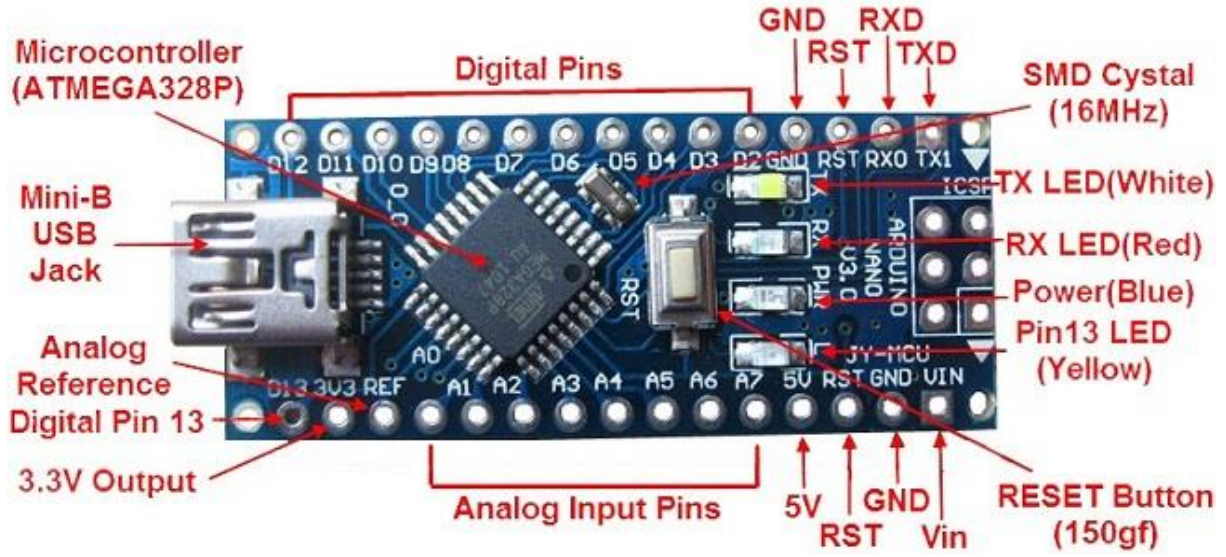 GND RXD
RST TXD
Microcontroller
(ATMEGA328P)
Digital Pins
SMD Cystal
(16MHz)
D12 D11 D10 D9 D8 D7 D6 D5 D4 D3 D2 GND RST RX0 TX1
TX LED(White)
ICSP
Mini-B
USB
Jack
RX LED(Red)
ARDUINO
NANO
V3.0
RST
RX
PWR
L
Power(Blue)
Pin13 LED
(Yellow)
JY-MCU
Analog
Reference
Digital Pin 13
3.3V Output
A0
D13 3V3 REF A1 A2 A3 A4 A5 A6 A7 5V RST GND VIN
Analog Input Pins
5V
RST
GND
Vin
RESET Button
(150gf)